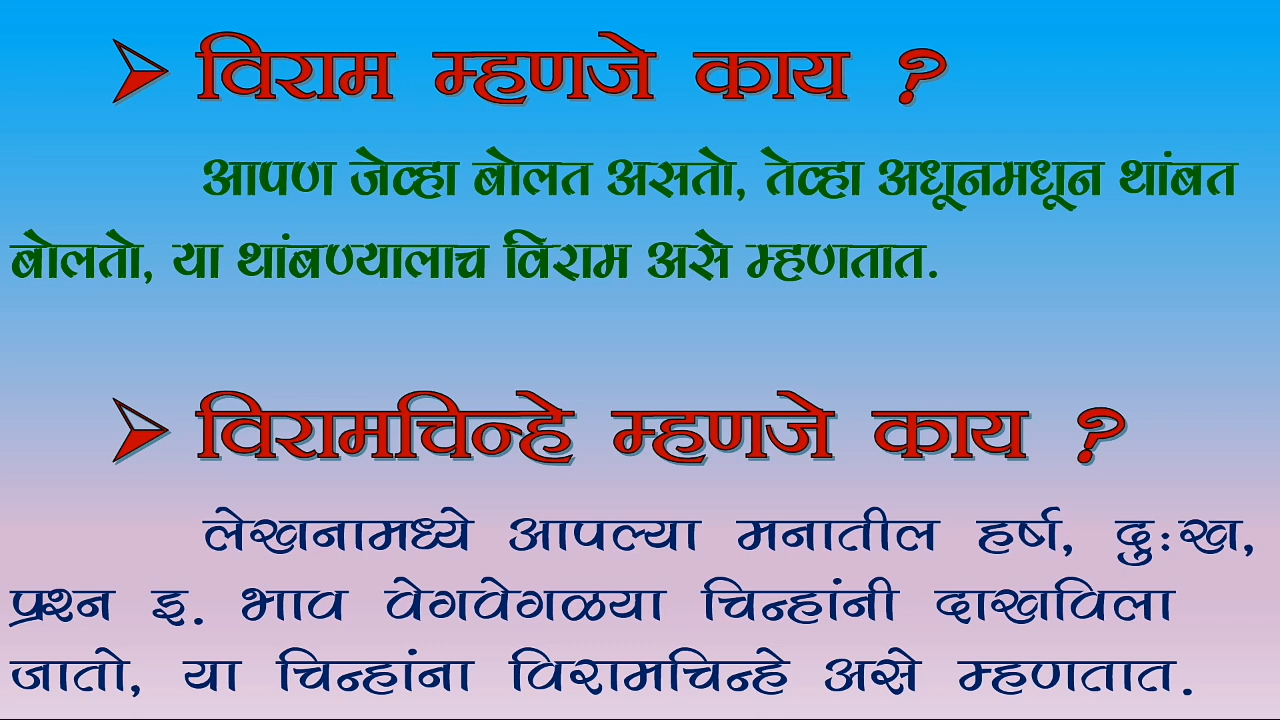 ➢ विराम म्हणजे काय ?
आपण जेव्हा बोलत असतो, तेव्हा अधूनमधून थांबत
बोलतो, या थांबण्यालाच विराम असे म्हणतात.
➢ विरामचिन्हे म्हणजे काय ?
लेखनामध्ये आपल्या मनातील हर्ष, दुःख,
प्रश्न इ. भाव वेगवेगळया चिन्हांनी दाखविला
जातो, या चिन्हांना विरामचिन्हे असे म्हणतात.